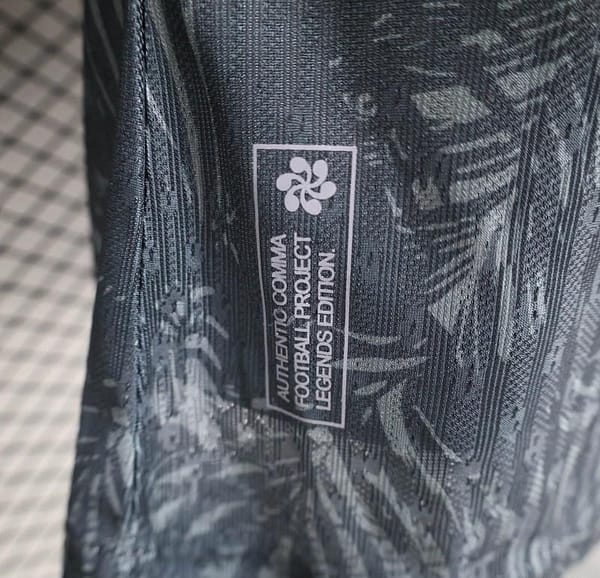 AUTHENTIC COMMA
FOOTBALL PROJECT
LEGENDS EDITION.